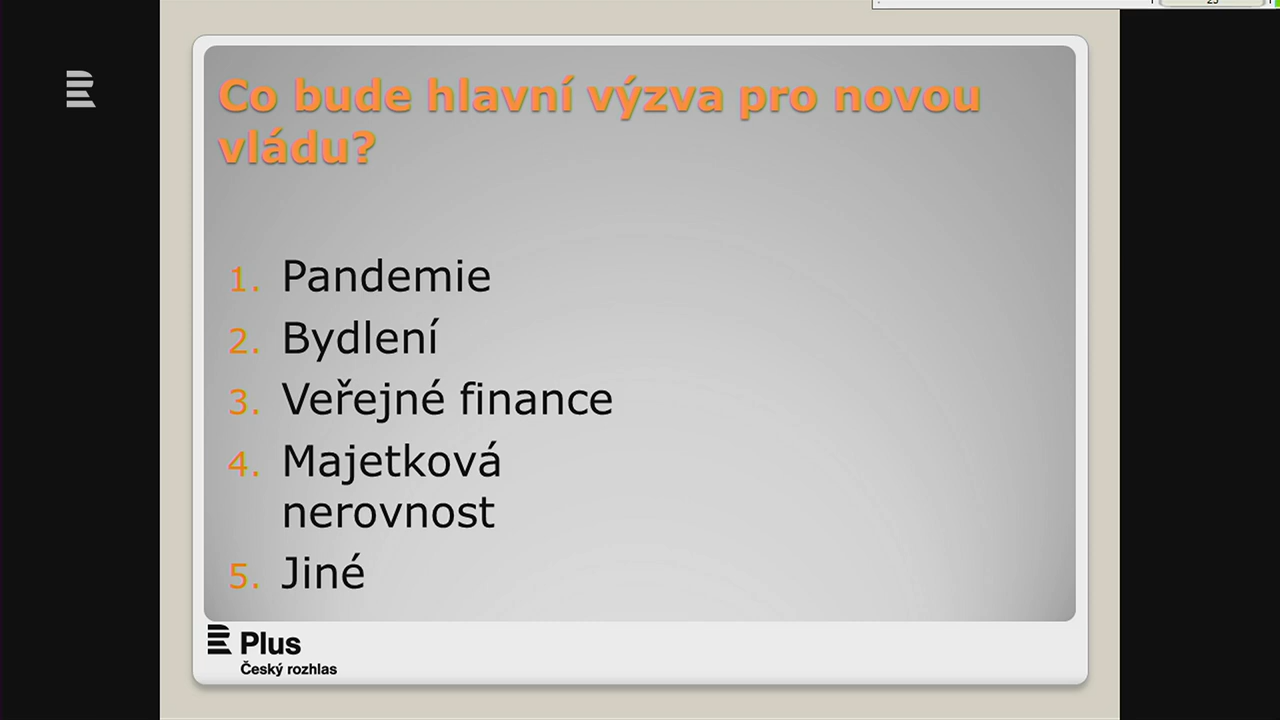 Co bude hlavní výzva pro novou
vládu?
1. Pandemie
2. Bydlení
3. Veřejné finance
4. Majetková
nerovnost
5. Jiné
Plus
Český rozhlas